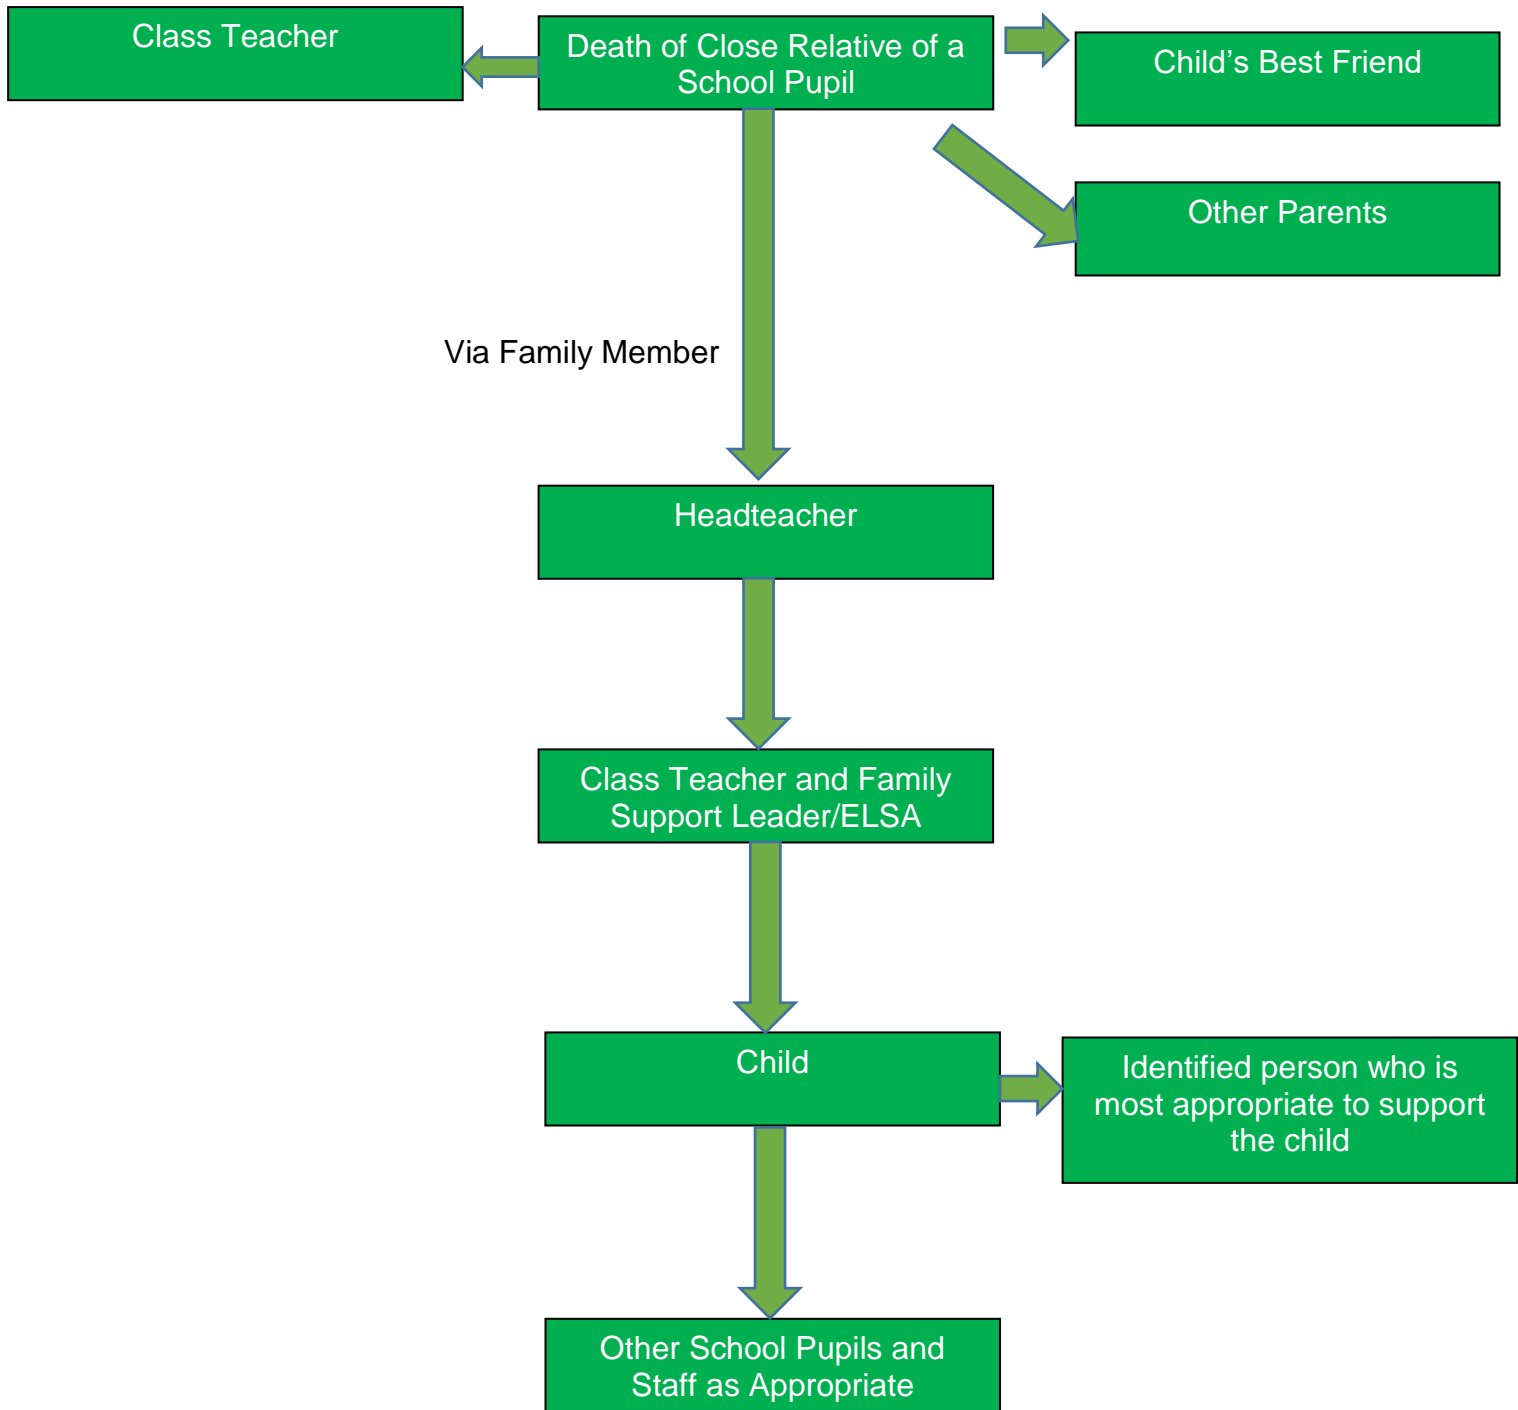 Class Teacher
Death of Close Relative of a
School Pupil
Child’s Best Friend
Other Parents
Via Family Member
Headteacher
Class Teacher and Family
Support Leader/ELSA
Child
Identified person who is
most appropriate to support
the child
Other School Pupils and
Staff as Appropriate